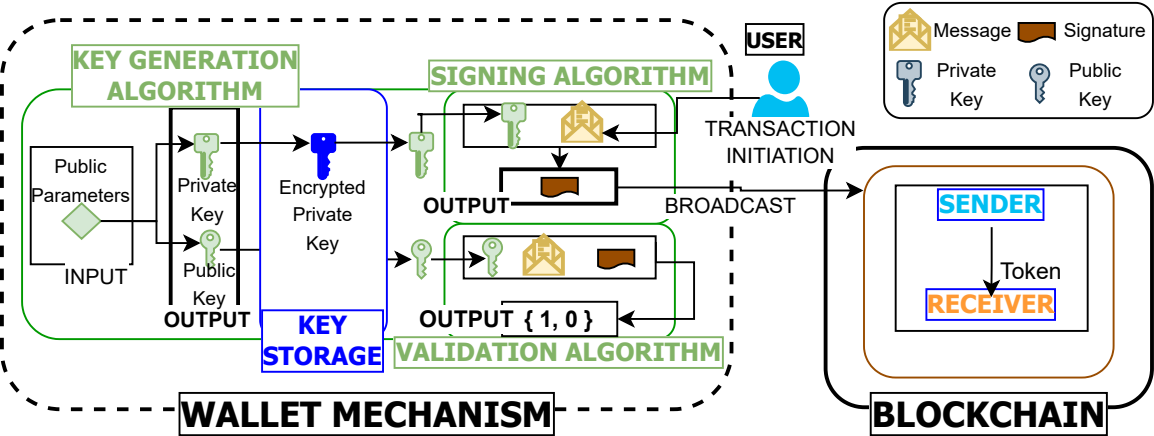 KEY GENERATION
ALGORITHM
SIGNING ALGORITHM
USER
Message
Signature
Private
Key
Public
Key
TRANSACTION
INITIATION
Public
Parameters
INPUT
Private
Key
Public
Key
OUTPUT
Encrypted
Private
Key
KEY
STORAGE
OUTPUT
BROADCAST
OUTPUT { 1, 0 }
VALIDATION ALGORITHM
SENDER
Token
RECEIVER
WALLET MECHANISM
BLOCKCHAIN